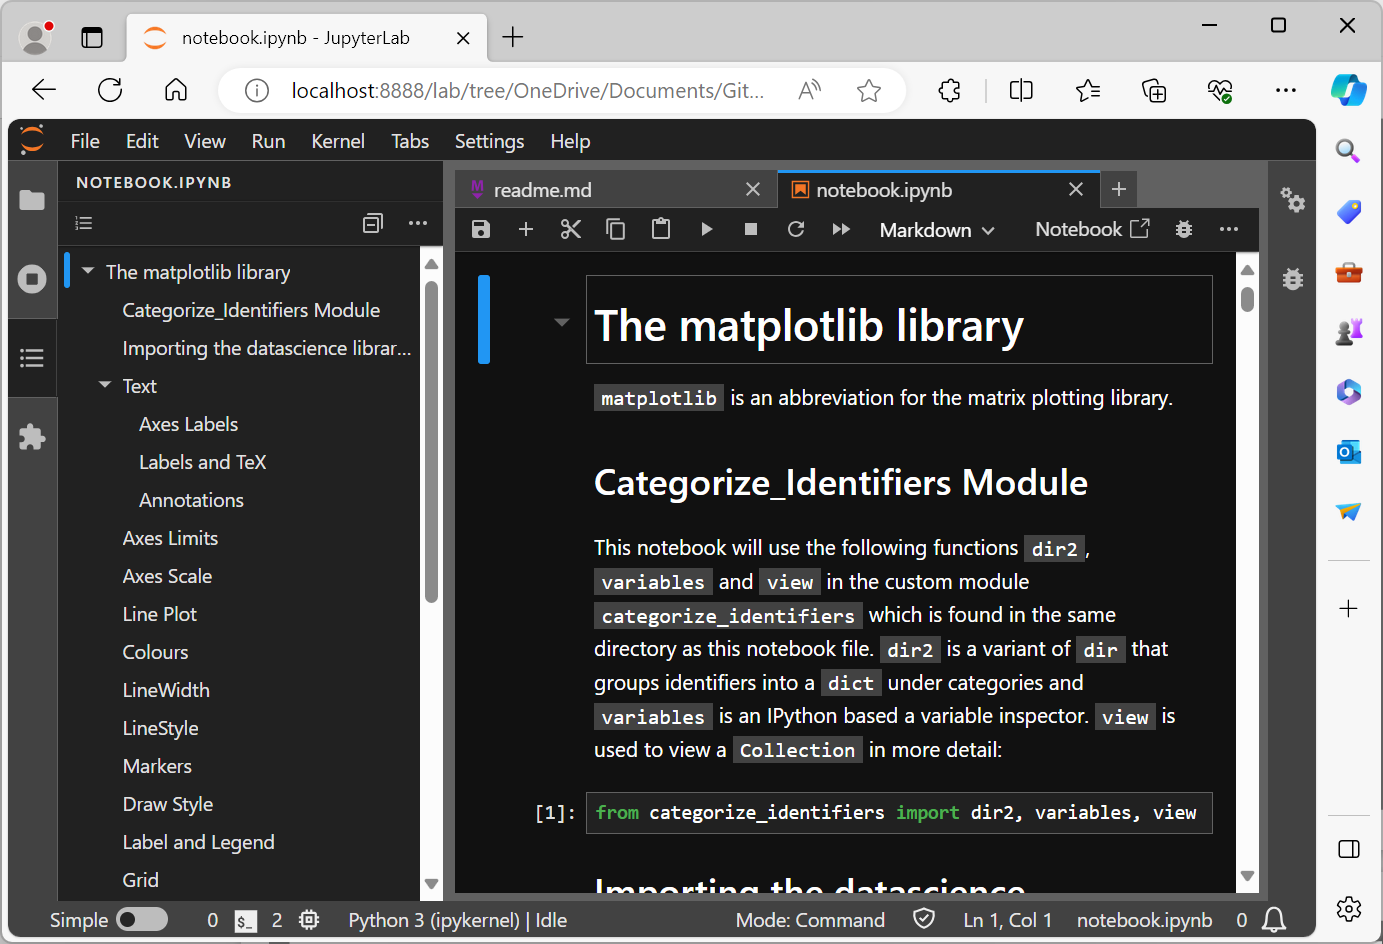 notebook.ipynb - JupyterLab
localhost:8888/lab/tree/OneDrive/Documents/Git...
File Edit View Run Kernel Tabs Settings Help
NOTEBOOK.IPYNB
The matplotlib library
Categorize_Identifiers Module
Importing the datascience librar...
Text
Axes Labels
Labels and TeX
Annotations
Axes Limits
Axes Scale
Line Plot
Colours
LineWidth
LineStyle
Markers
Draw Style
Label and Legend
Grid
readme.md
notebook.ipynb
Markdown
Notebook
The matplotlib library
matplotlib is an abbreviation for the matrix plotting library.
Categorize_Identifiers Module
This notebook will use the following functions dir2,
variables and view in the custom module
categorize_identifiers which is found in the same
directory as this notebook file. dir2 is a variant of dir that
groups identifiers into a dict under categories and
variables is an IPython based a variable inspector. view is
used to view a Collection in more detail:
[1]: from categorize_identifiers import dir2, variables, view
Importing the datascience
Simple 0 $_ 2 Python 3 (ipykernel) | Idle Mode: Command Ln 1, Col 1 notebook.ipynb 0